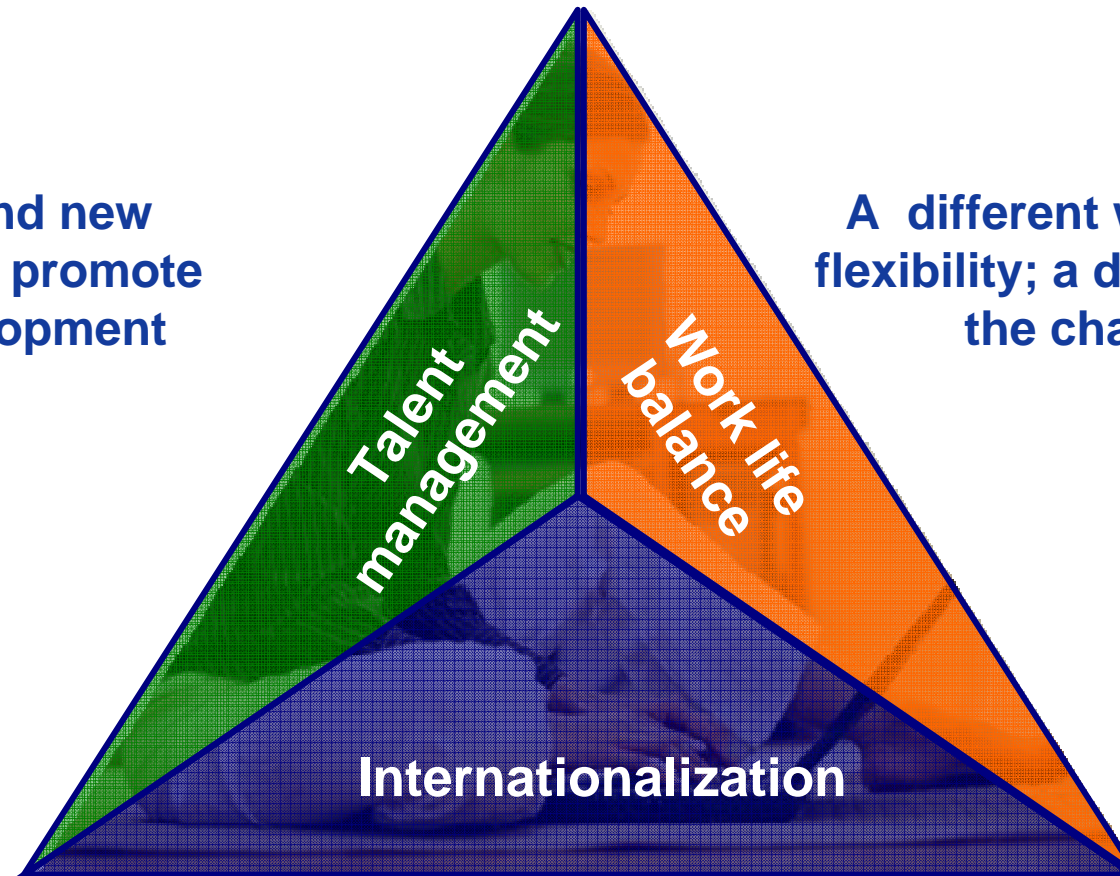 nd new
promote
opment
A different
flexibility; a
the cha
Talent
management
Work life
balance
Internationalization